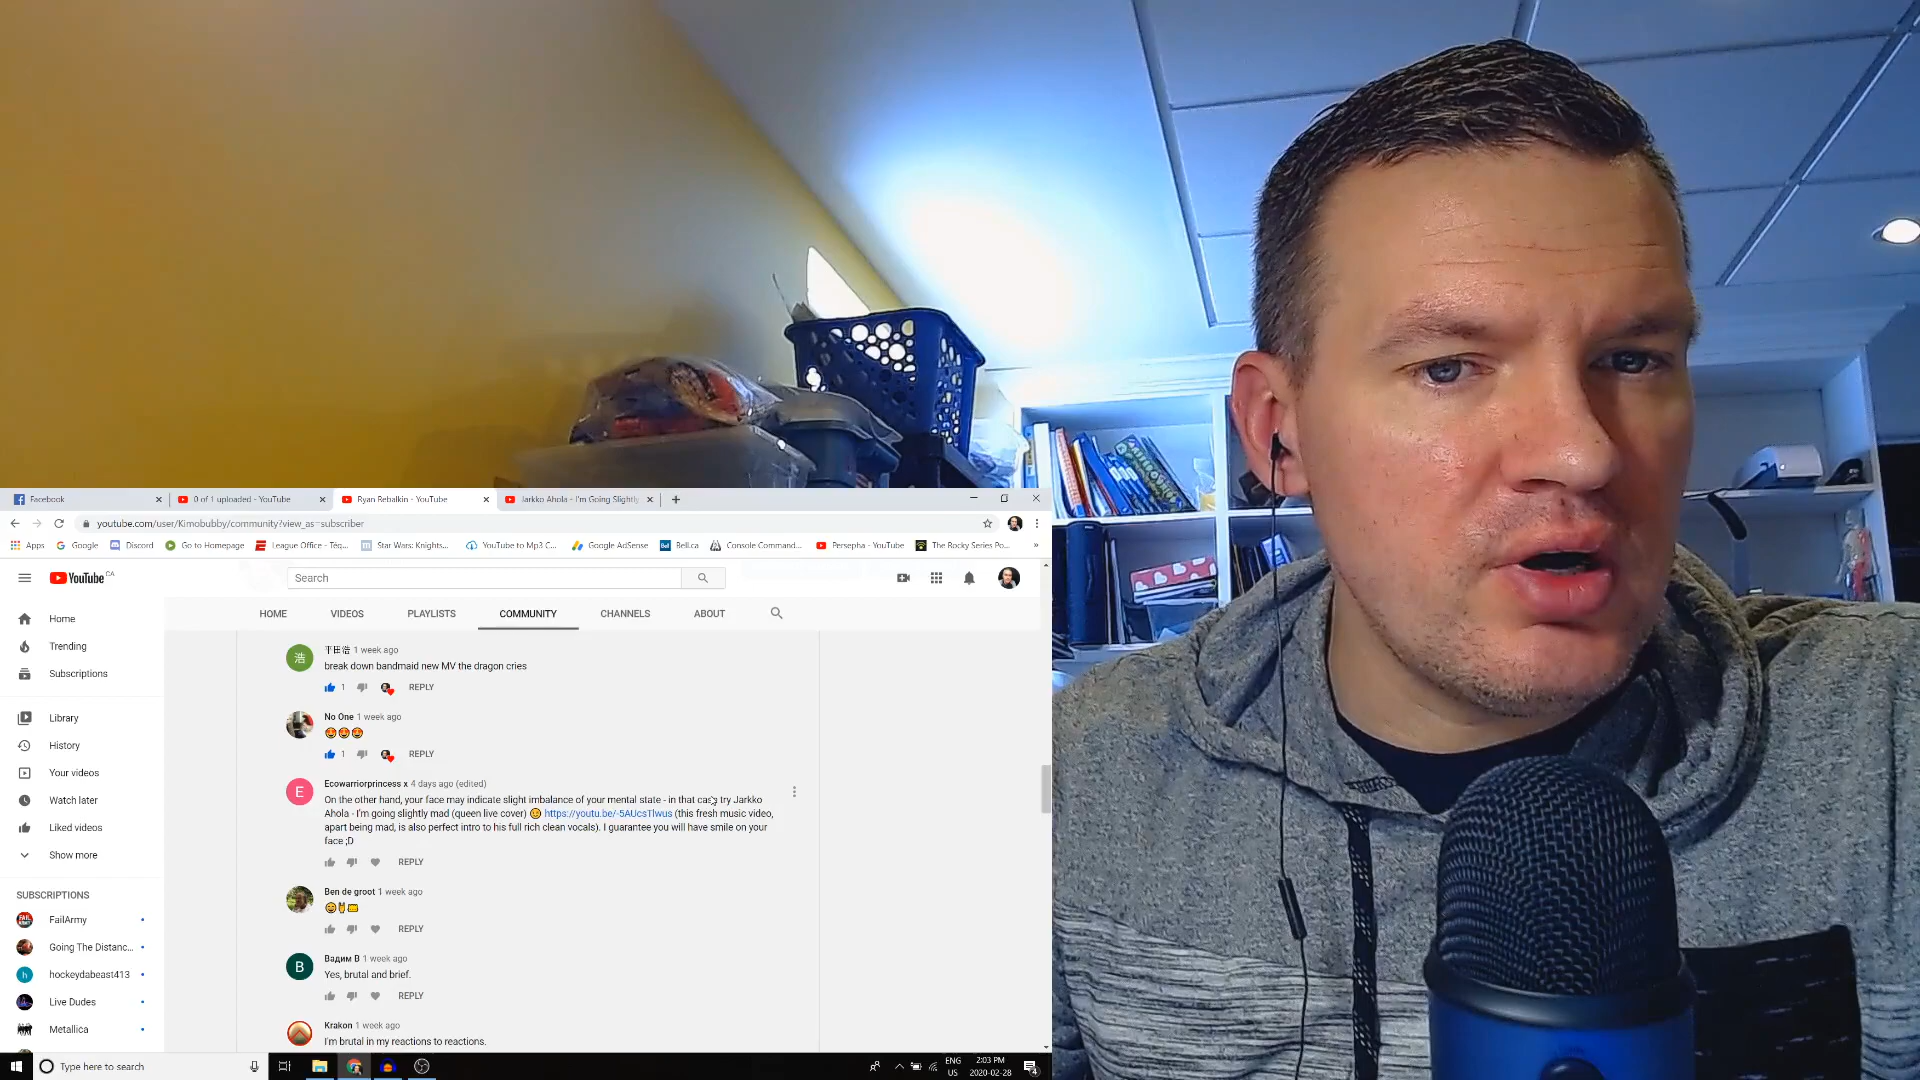 Facebook
0 of 1 uploaded - YouTube
Ryan Rebalkin - YouTube
Jarkko Ahola - I'm Going Slightly
youtube.com/user/Kimobubby/community?view_as=subscriber
Apps
Google
Discord
Go to Homepage
League Office - Teq...
Star Wars: Knights...
YouTube to Mp3 C...
Google AdSense
Bell.ca
Console Command...
Persepha - YouTube
The Rocky Series Po...
YouTube CA
Search
HOME
VIDEOS
PLAYLISTS
COMMUNITY
CHANNELS
ABOUT
Home
Trending
Subscriptions
Library
History
Your videos
Watch later
Liked videos
Show more
SUBSCRIPTIONS
FailArmy
Going The Distanc...
hockeydabeast413
Live Dudes
Metallica
浩
平田浩 1 week ago
break down bandmaid new MV the dragon cries
1 REPLY
No One 1 week ago
🤩🤩🤩
1 REPLY
E
Ecowarriorprincess x 4 days ago (edited)
On the other hand, your face may indicate slight imbalance of your mental state - in that case try Jarkko
Ahola - I'm going slightly mad (queen live cover) 😉 https://youtu.be/-5AUcsTlwus (this fresh music video,
apart being mad, is also perfect intro to his full rich clean vocals). I guarantee you will have smile on your
face ;D
REPLY
Ben de groot 1 week ago
REPLY
B
Вадим В 1 week ago
Yes, brutal and brief.
REPLY
Krakon 1 week ago
I'm brutal in my reactions to reactions.
Type here to search
ENG
US
2:03 PM
2020-02-28
4